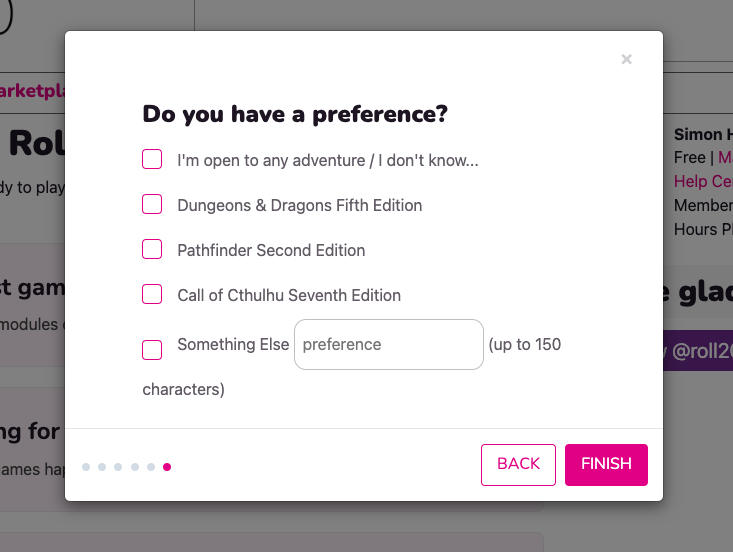 ×
arketpla
Do you have a preference?
Rol
Simon H
I'm open to any adventure / I don't know...
Free | Ma
dy to play
Help Ce
Dungeons & Dragons Fifth Edition
Member
Hours Pl
Pathfinder Second Edition
st gam
e glad
Call of Cthulhu Seventh Edition
modules
Something Else preference (up to 150
@roll20
characters)
ng for
BACK
FINISH
ames hap